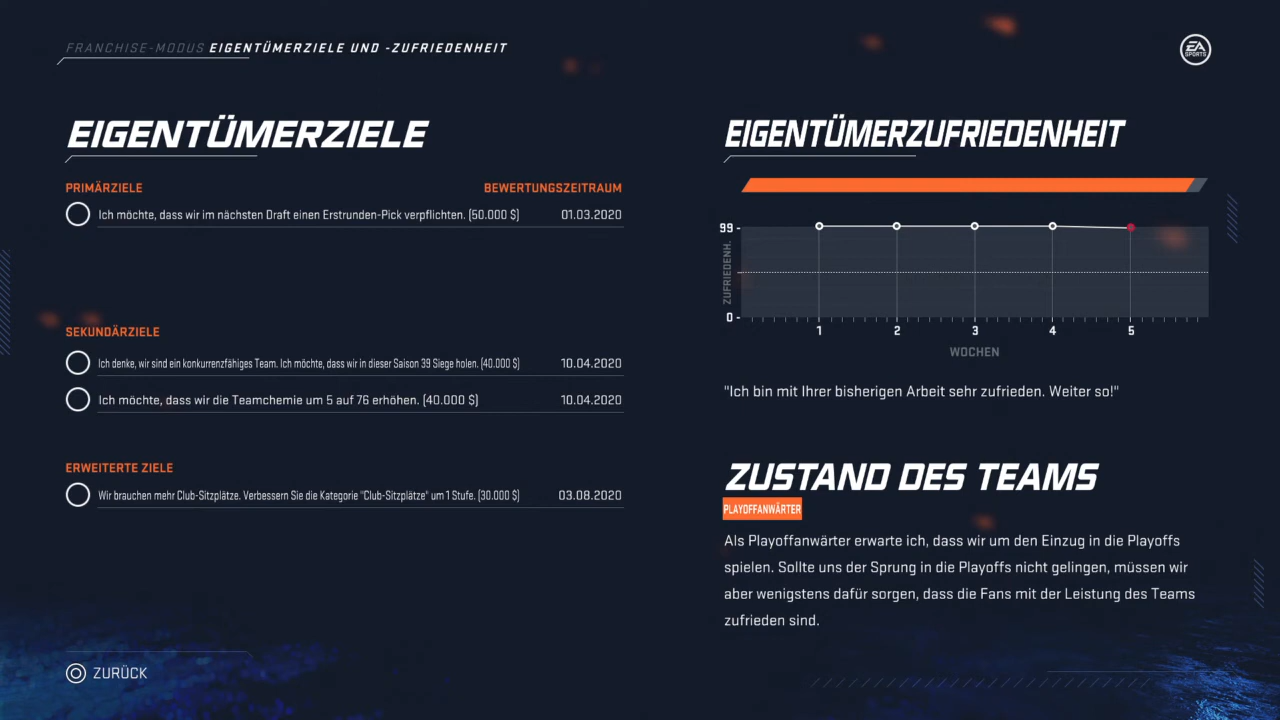 FRANCHISE-MODUS EIGENTÜMERZIELE UND -ZUFRIEDENHEIT
EA SPORTS
EIGENTÜMERZIELE
PRIMÄRZIELE BEWERTUNGSZEITRAUM
Ich möchte, dass wir im nächsten Draft einen Erstrunden-Pick verpflichten. (50.000 $) 01.03.2020
SEKUNDÄRZIELE
Ich denke, wir sind ein konkurrenzfähiges Team. Ich möchte, dass wir in dieser Saison 39 Siege holen. (40.000 $) 10.04.2020
Ich möchte, dass wir die Teamchemie um 5 auf 76 erhöhen. (40.000 $) 10.04.2020
ERWEITERTE ZIELE
Wir brauchen mehr Club-Sitzplätze. Verbessern Sie die Kategorie "Club-Sitzplätze" um 1 Stufe. (30.000 $) 03.08.2020
EIGENTÜMERZUFRIEDENHEIT
99
ZUFRIEDENH.
0
1 2 3 4 5
WOCHEN
"Ich bin mit Ihrer bisherigen Arbeit sehr zufrieden. Weiter so!"
ZUSTAND DES TEAMS
PLAYOFFANWÄRTER
Als Playoffanwärter erwarte ich, dass wir um den Einzug in die Playoffs
spielen. Sollte uns der Sprung in die Playoffs nicht gelingen, müssen wir
aber wenigstens dafür sorgen, dass die Fans mit der Leistung des Teams
zufrieden sind.
ZURÜCK